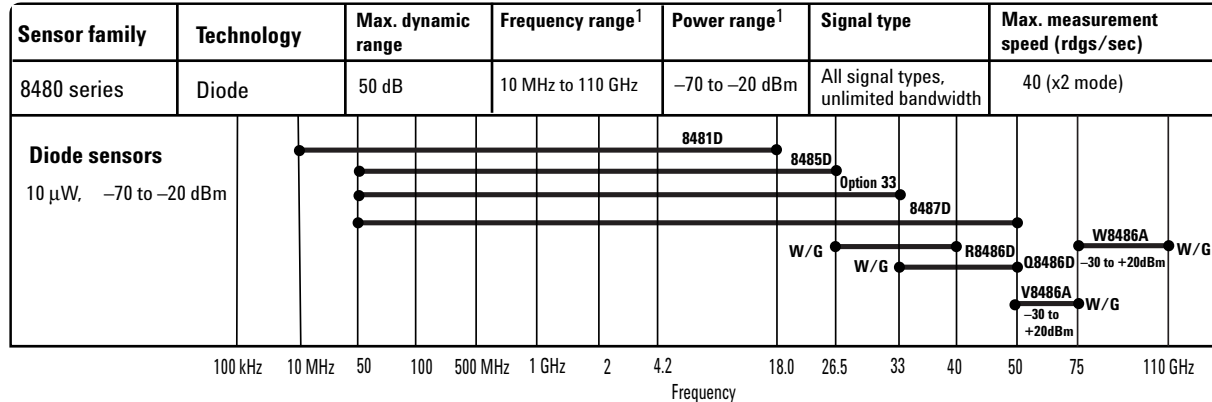 Sensor family Technology Max. dynamic range Frequency range1 Power range1 Signal type Max. measurement speed (rdgs/sec)
8480 series Diode 50 dB 10 MHz to 110 GHz –70 to –20 dBm All signal types, unlimited bandwidth 40 (x2 mode)
Diode sensors
10 µW, –70 to –20 dBm
8481D
8485D
Option 33
8487D
W/G R8486D
W/G Q8486D
W8486A W/G
–30 to +20dBm
V8486A W/G
–30 to
+20dBm
100 kHz 10 MHz 50 100 500 MHz 1 GHz 2 4.2 18.0 26.5 33 40 50 75 110 GHz
Frequency